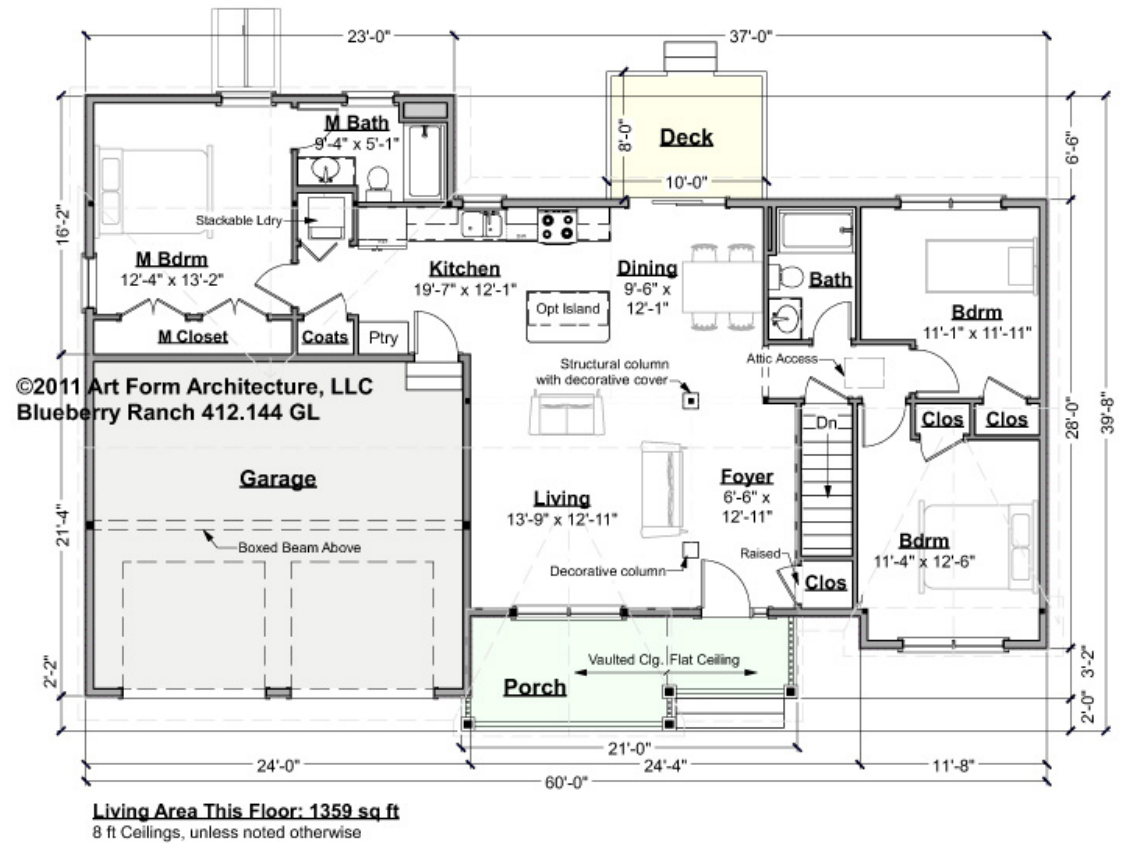 23'-0"
37'-0"
M Bath
9'-4" x 5'-1"
8'-0"
Deck
10'-0"
6'-6"
16'-2"
Stackable Ldry
M Bdrm
12'-4" x 13'-2"
Kitchen
19'-7" x 12'-1"
Dining
9'-6" x
12'-1"
Bath
Bdrm
11'-1" x 11'-11"
Opt Island
M Closet
Coats
Ptry
Attic Access
Structural column
with decorative cover
©2011 Art Form Architecture, LLC
Blueberry Ranch 412.144 GL
Clos
Clos
28'-0"
39'-8"
Dn
Garage
Foyer
6'-6" x
12'-11"
Living
13'-9" x 12'-11"
21'-4"
Boxed Beam Above
Bdrm
11'-4" x 12'-6"
Raised
Decorative column
Clos
2'-2"
Vaulted Clg.
Flat Ceiling
Porch
3'-2"
2'-0"
21'-0"
24'-0"
24'-4"
11'-8"
60'-0"
Living Area This Floor: 1359 sq ft
8 ft Ceilings, unless noted otherwise